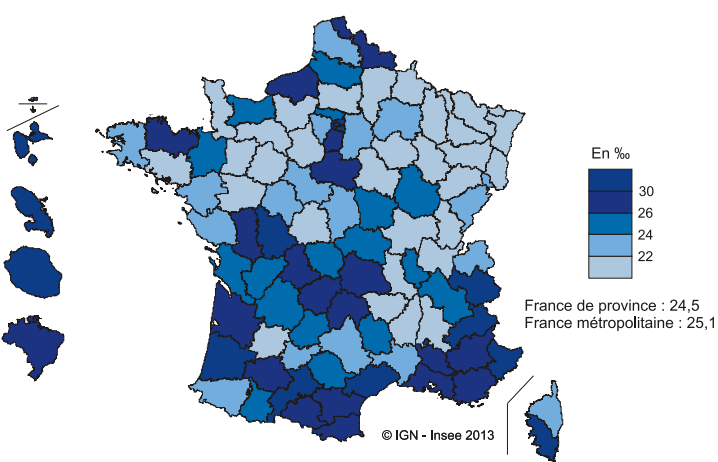 En ‰
30
26
24
22
France de province : 24,5
France métropolitaine : 25,1
© IGN - Insee 2013